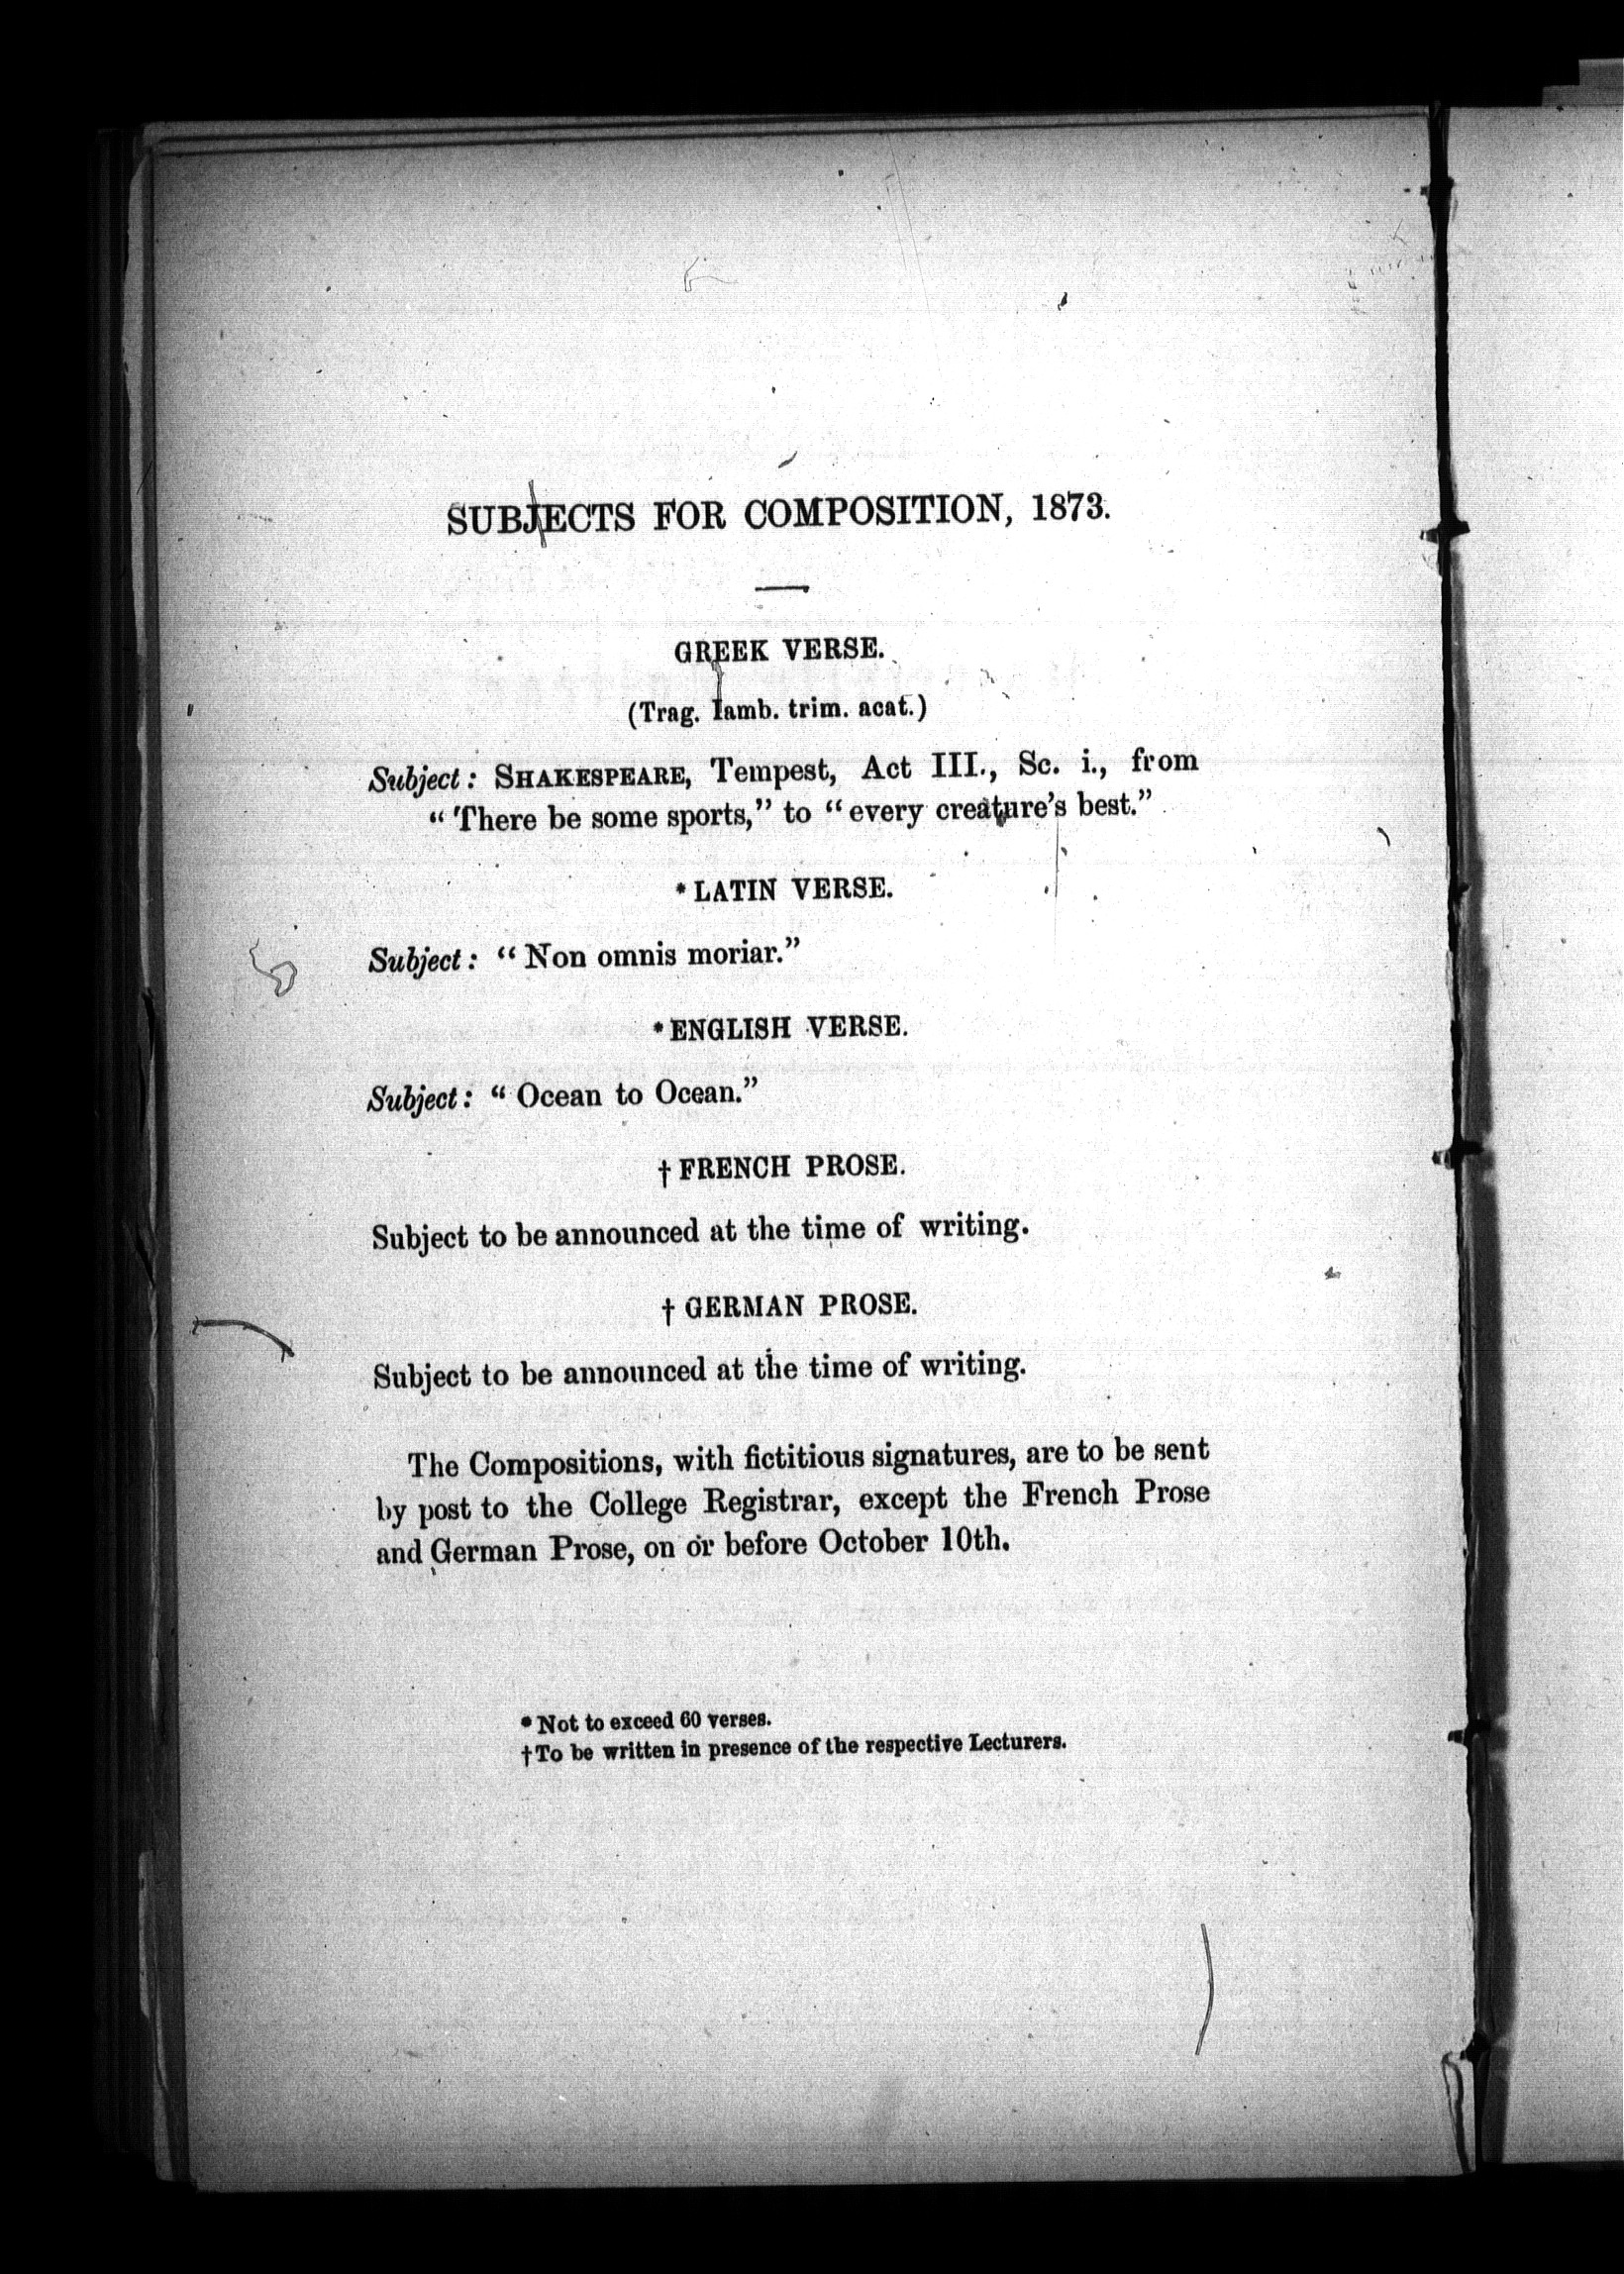 SUBJECTS FOR COMPOSITION, 1873.
GREEK VERSE.
(Trag. Iamb. trim. acat.)
Subject: SHAKESPEARE, Tempest, Act III., Sc. i., from
“There be some sports,” to “every creature's best.”
*LATIN VERSE.
Subject: “Non omnis moriar.”
*ENGLISH VERSE.
Subject: “Ocean to Ocean.”
†FRENCH PROSE.
Subject to be announced at the time of writing.
†GERMAN PROSE.
Subject to be announced at the time of writing.
The Compositions, with fictitious signatures, are to be sent
by post to the College Registrar, except the French Prose
and German Prose, on or before October 10th.
*Not to exceed 60 verses.
†To be written in presence of the respective Lecturers.